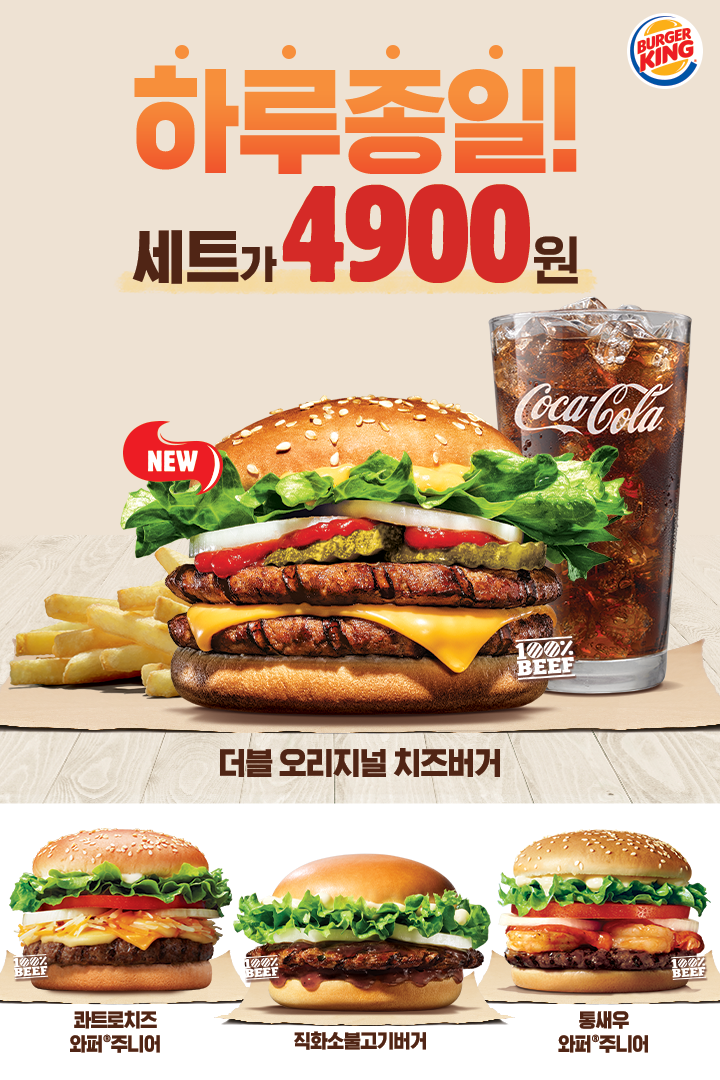 BURGER
KING
하루종일!
세트가 4900원
Coca-Cola
NEW
100%
BEEF
더블 오리지널 치즈버거
100%
BEEF
100%
BEEF
100%
BEEF
콰트로치즈
와퍼®주니어
직화소불고기버거
통새우
와퍼®주니어